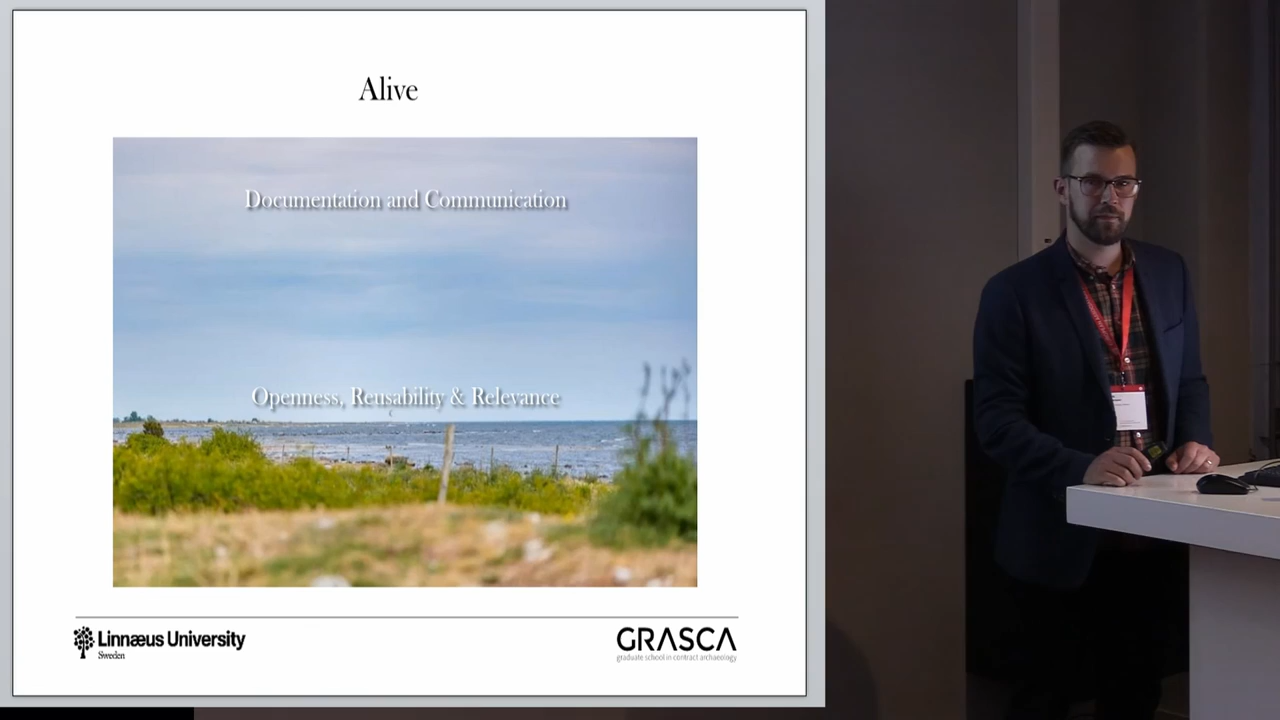 Alive
Documentation and Communication
Openness, Reusability & Relevance
Linnæus University
Sweden
GRASCA
graduate school in contract archaeology